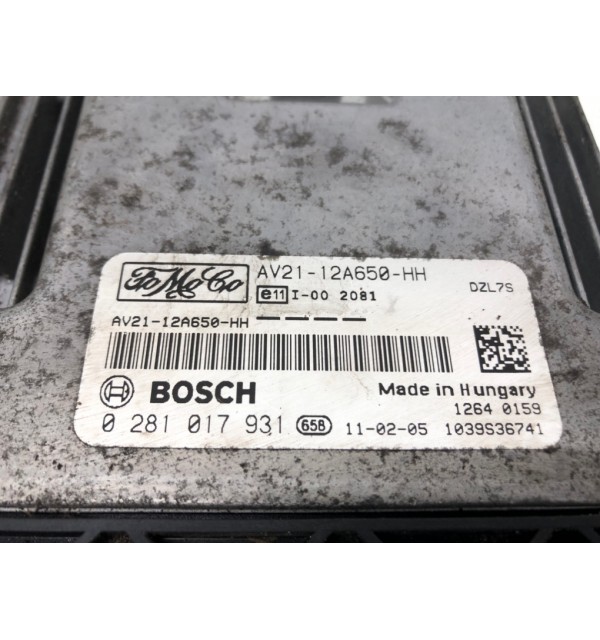 FoMoCo AV21-12A650-HH DZL7S
e11 I-00 2081
AV21-12A650-HH — — — —
BOSCH Made in Hungary
1264 0159
0 281 017 931 65B 11-02-05 1039S36741